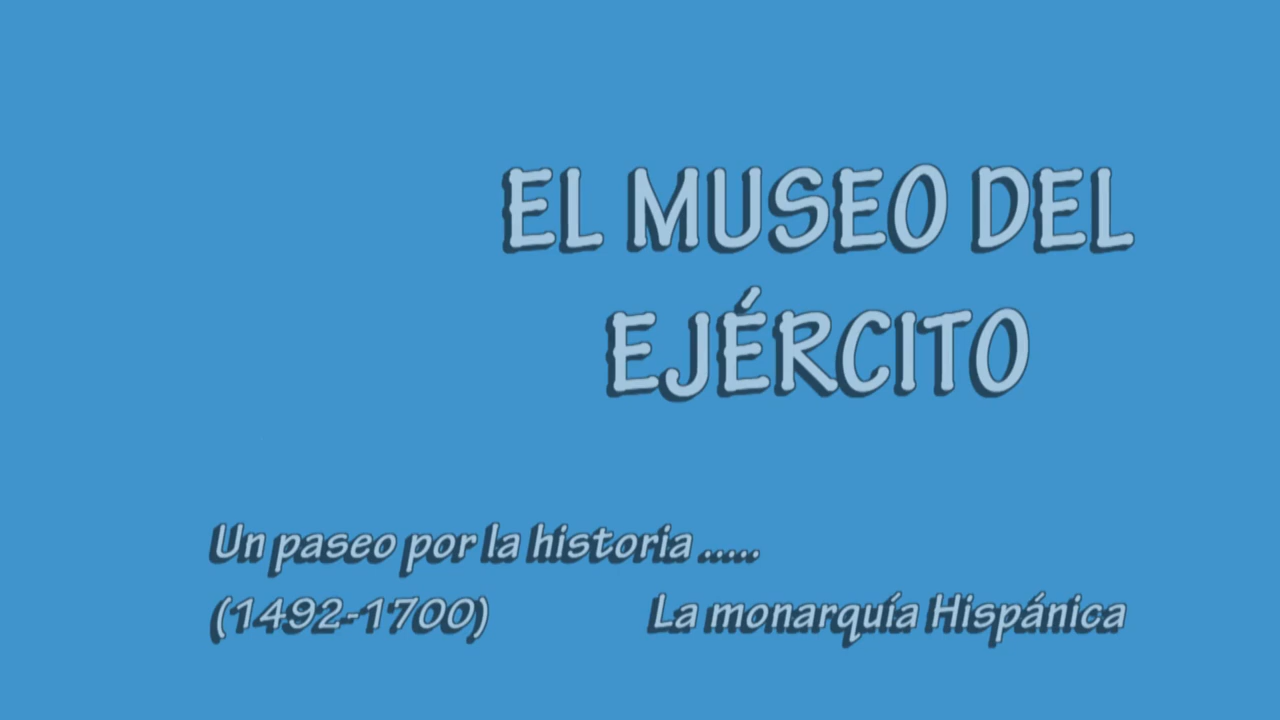 EL MUSEO DEL
EJÉRCITO
Un paseo por la historia .....
(1492-1700) La monarquía Hispánica